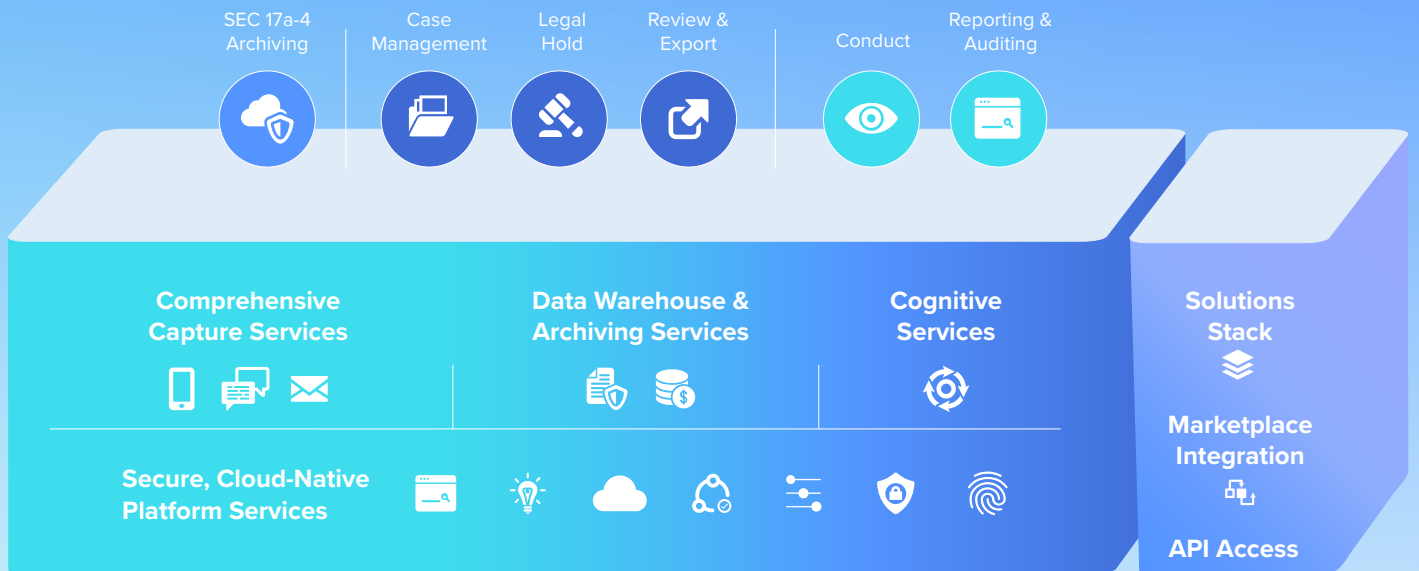 SEC 17a-4
Archiving
Case
Management
Legal
Hold
Review &
Export
Conduct
Reporting &
Auditing
Comprehensive
Capture Services
Data Warehouse &
Archiving Services
Cognitive
Services
Solutions
Stack
Marketplace
Integration
API Access
Secure, Cloud-Native
Platform Services
$